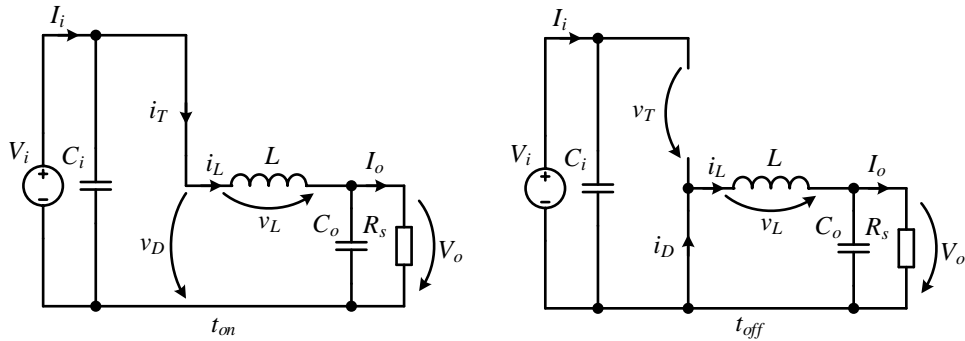 I_i
i_T
V_i
+
−
C_i
i_L
L
I_o
v_L
v_D
C_o
R_s
V_o
t_on
I_i
v_T
V_i
+
−
C_i
i_L
L
I_o
v_L
i_D
C_o
R_s
V_o
t_off